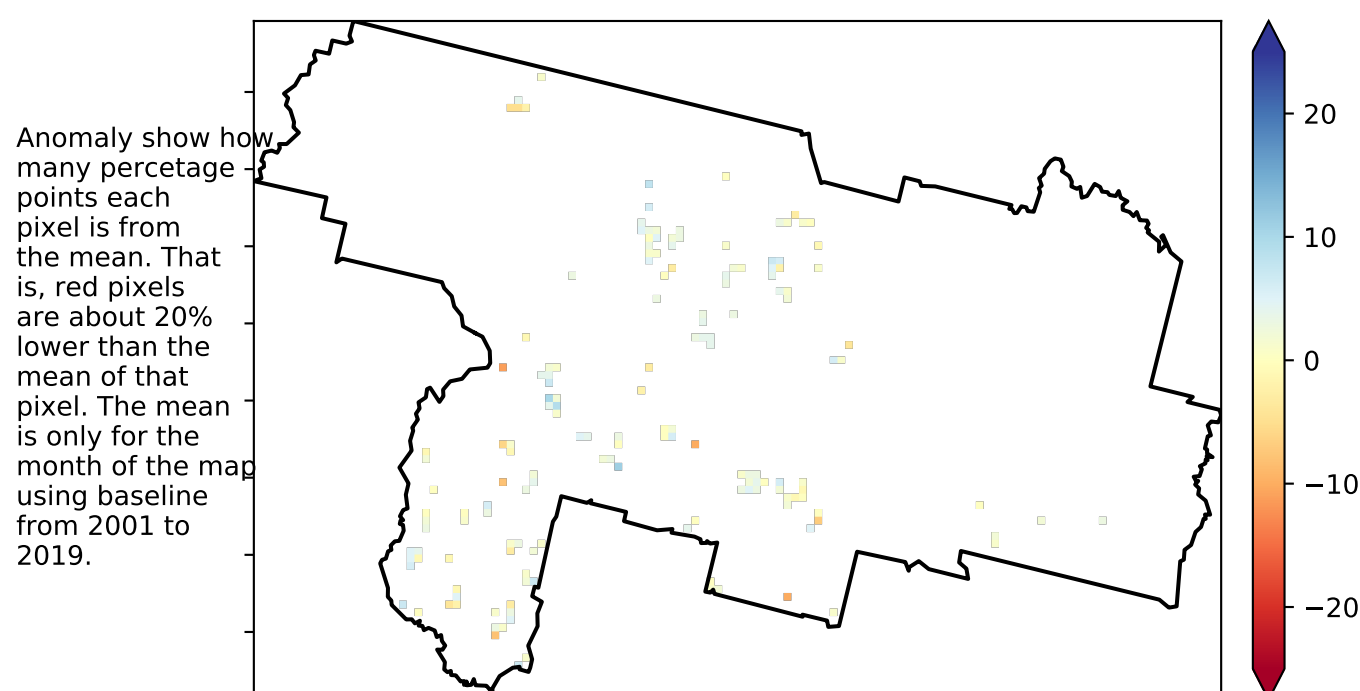 Anomaly show how
many percetage
points each
pixel is from
the mean. That
is, red pixels
are about 20%
lower than the
mean of that
pixel. The mean
is only for the
month of the map
using baseline
from 2001 to
2019.
20
10
0
−10
−20